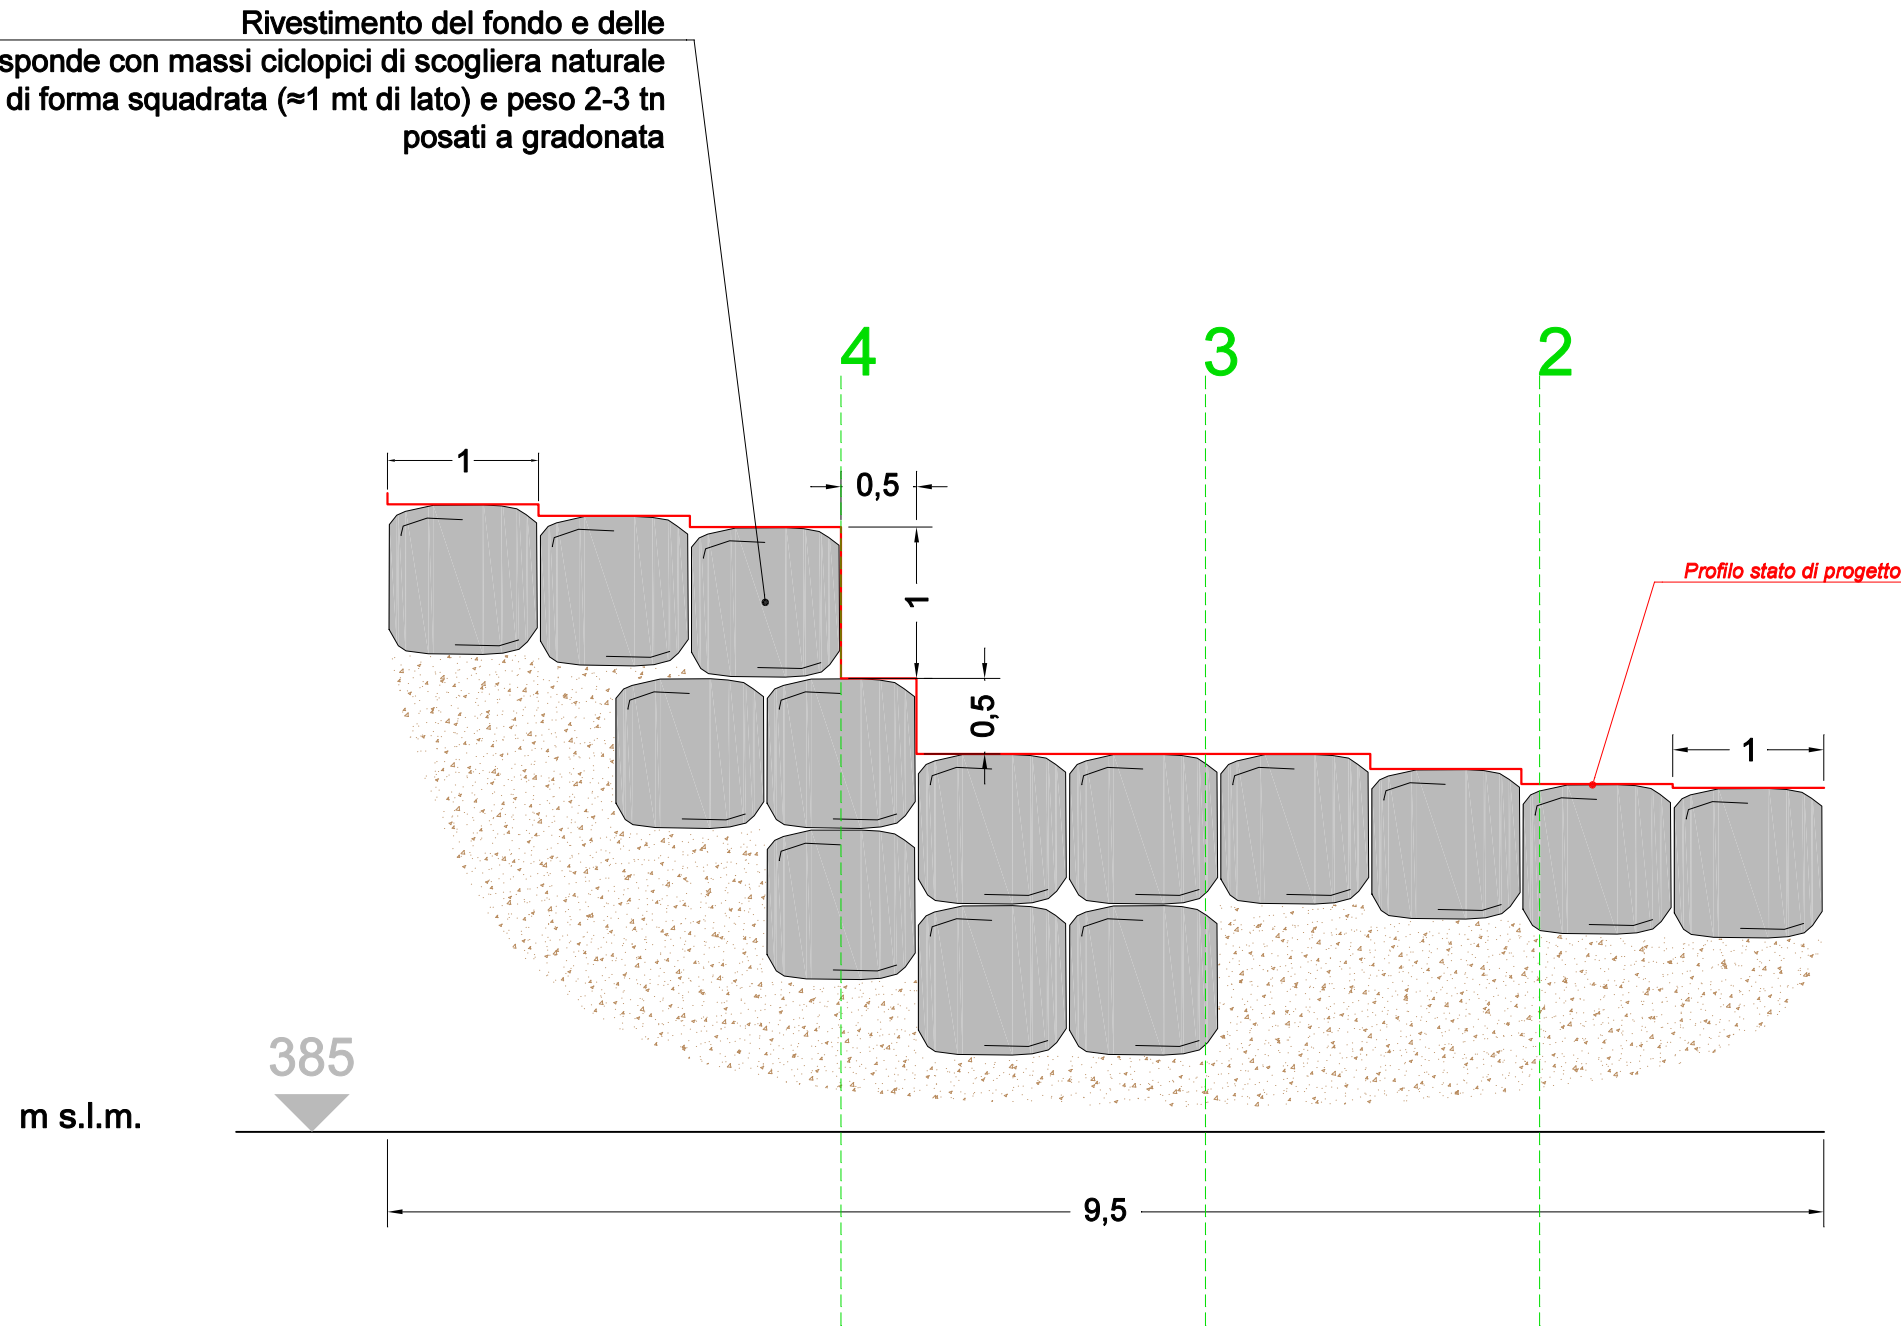 Rivestimento del fondo e delle
sponde con massi ciclopici di scogliera naturale
di forma squadrata (≈1 mt di lato) e peso 2-3 tn
posati a gradonata
4
3
2
1
0,5
1
0,5
Profilo stato di progetto
1
385
m s.l.m.
9,5